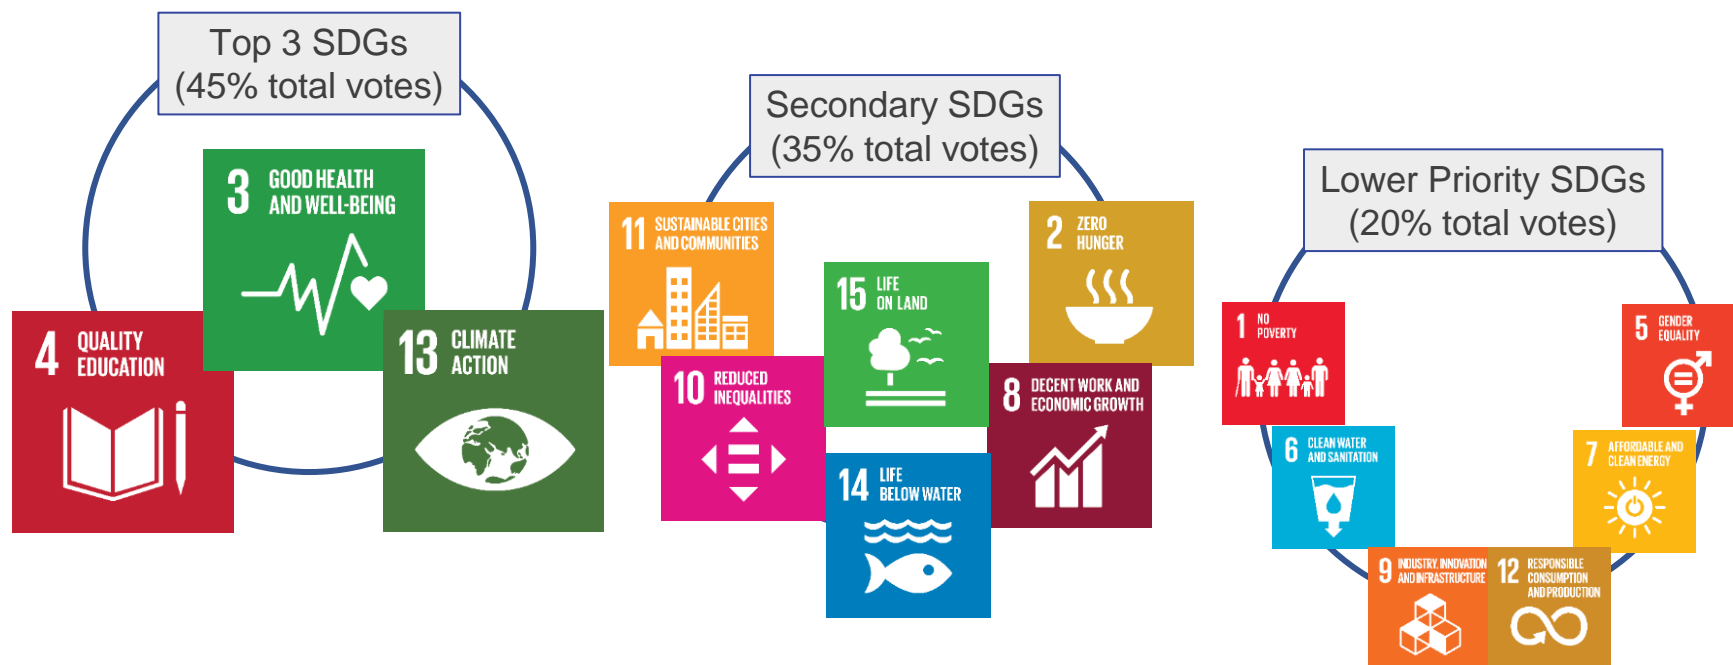 Top 3 SDGs
(45% total votes)
3 GOOD HEALTH
AND WELL-BEING
4 QUALITY
EDUCATION
13 CLIMATE
ACTION
Secondary SDGs
(35% total votes)
11 SUSTAINABLE CITIES
AND COMMUNITIES
2 ZERO
HUNGER
15 LIFE
ON LAND
10 REDUCED
INEQUALITIES
8 DECENT WORK AND
ECONOMIC GROWTH
14 LIFE
BELOW WATER
Lower Priority SDGs
(20% total votes)
1 NO
POVERTY
5 GENDER
EQUALITY
6 CLEAN WATER
AND SANITATION
7 AFFORDABLE AND
CLEAN ENERGY
9 INDUSTRY, INNOVATION
AND INFRASTRUCTURE
12 RESPONSIBLE
CONSUMPTION
AND PRODUCTION